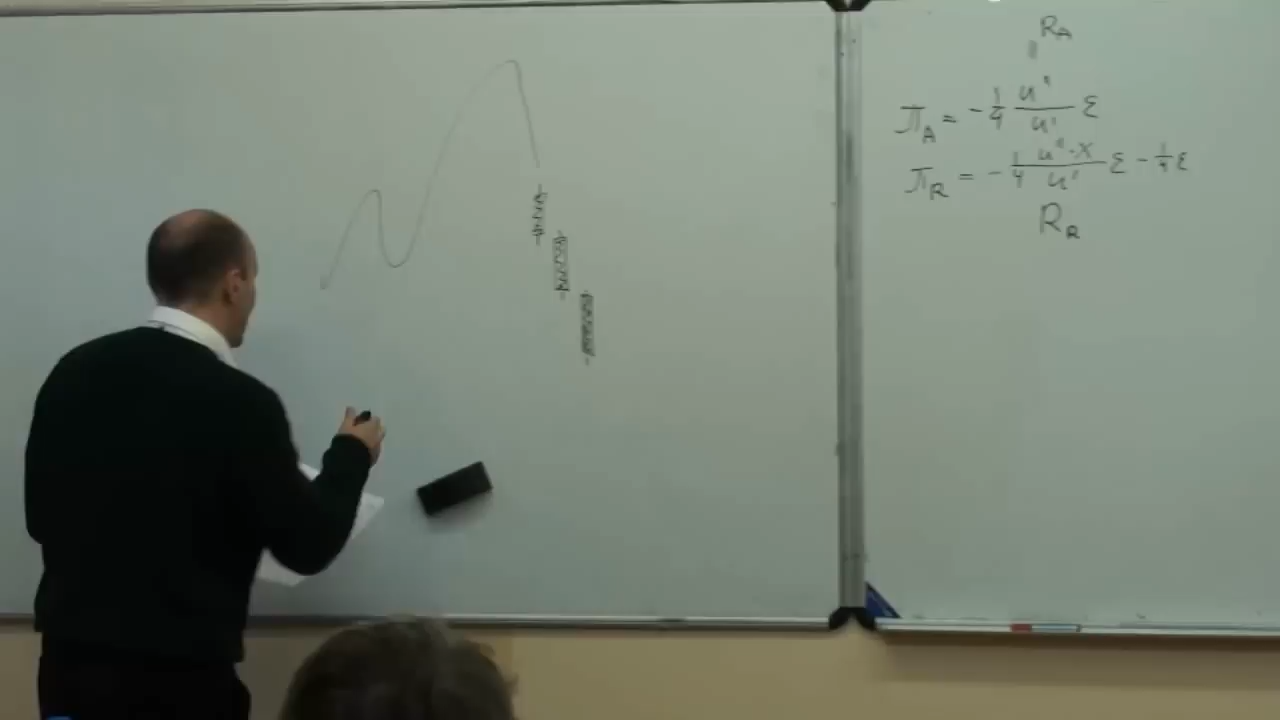 R_A
"
π_A = - 1/4 u''/u' ε
π_R = - 1/4 u''·x/u' ε - 1/4 ε
R_R